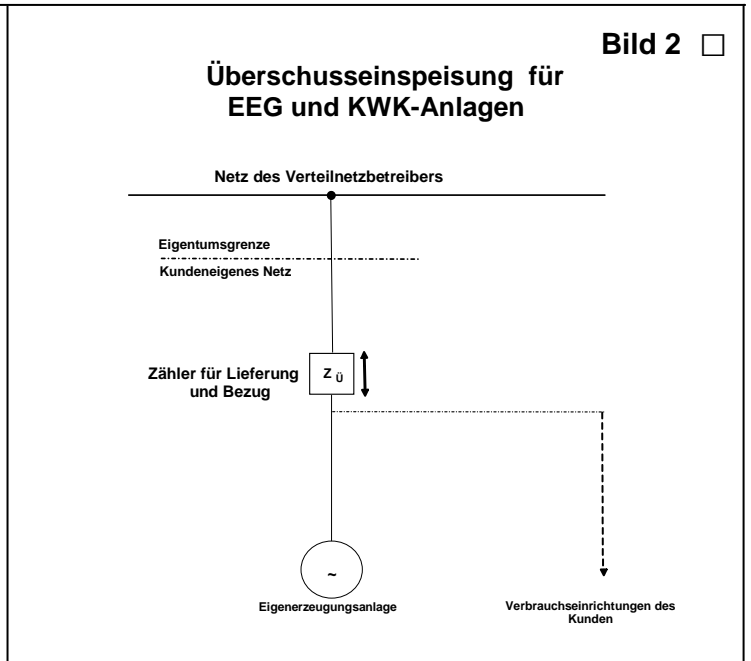 Bild 2 □
Überschusseinspeisung für
EEG und KWK-Anlagen
Netz des Verteilnetzbetreibers
Eigentumsgrenze
Kundeneigenes Netz
Zähler für Lieferung
und Bezug
Z Ü
~
Eigenerzeugungsanlage
Verbrauchseinrichtungen des
Kunden